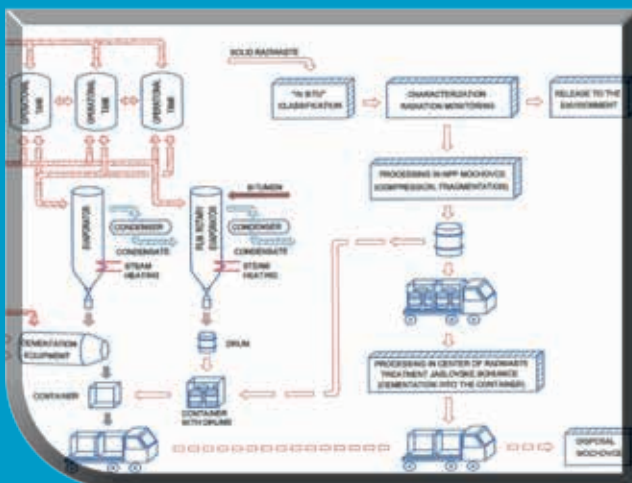 SOLID RADWASTE
"IN SITU"
CLASSIFICATION
CHARACTERIZATION
RADIATION MONITORING
RELEASE TO THE
ENVIRONMENT
OPERATIONAL
TANK
OPERATIONAL
TANK
OPERATIONAL
TANK
PROCESSING IN NPP MOCHOVCE
(COMPRESSION, FRAGMENTATION)
BITUMEN
EVAPORATOR
CONDENSER
CONDENSATE
STEAM
HEATING
FILM ROTARY
EVAPORATOR
CONDENSER
CONDENSATE
STEAM
HEATING
CEMENTATION
EQUIPMENT
DRUM
PROCESSING IN CENTER OF RADWASTE
TREATMENT JASLOVSKE BOHUNICE
(CEMENTATION INTO THE CONTAINER)
CONTAINER
CONTAINER
WITH DRUMS
DISPOSAL
MOCHOVCE